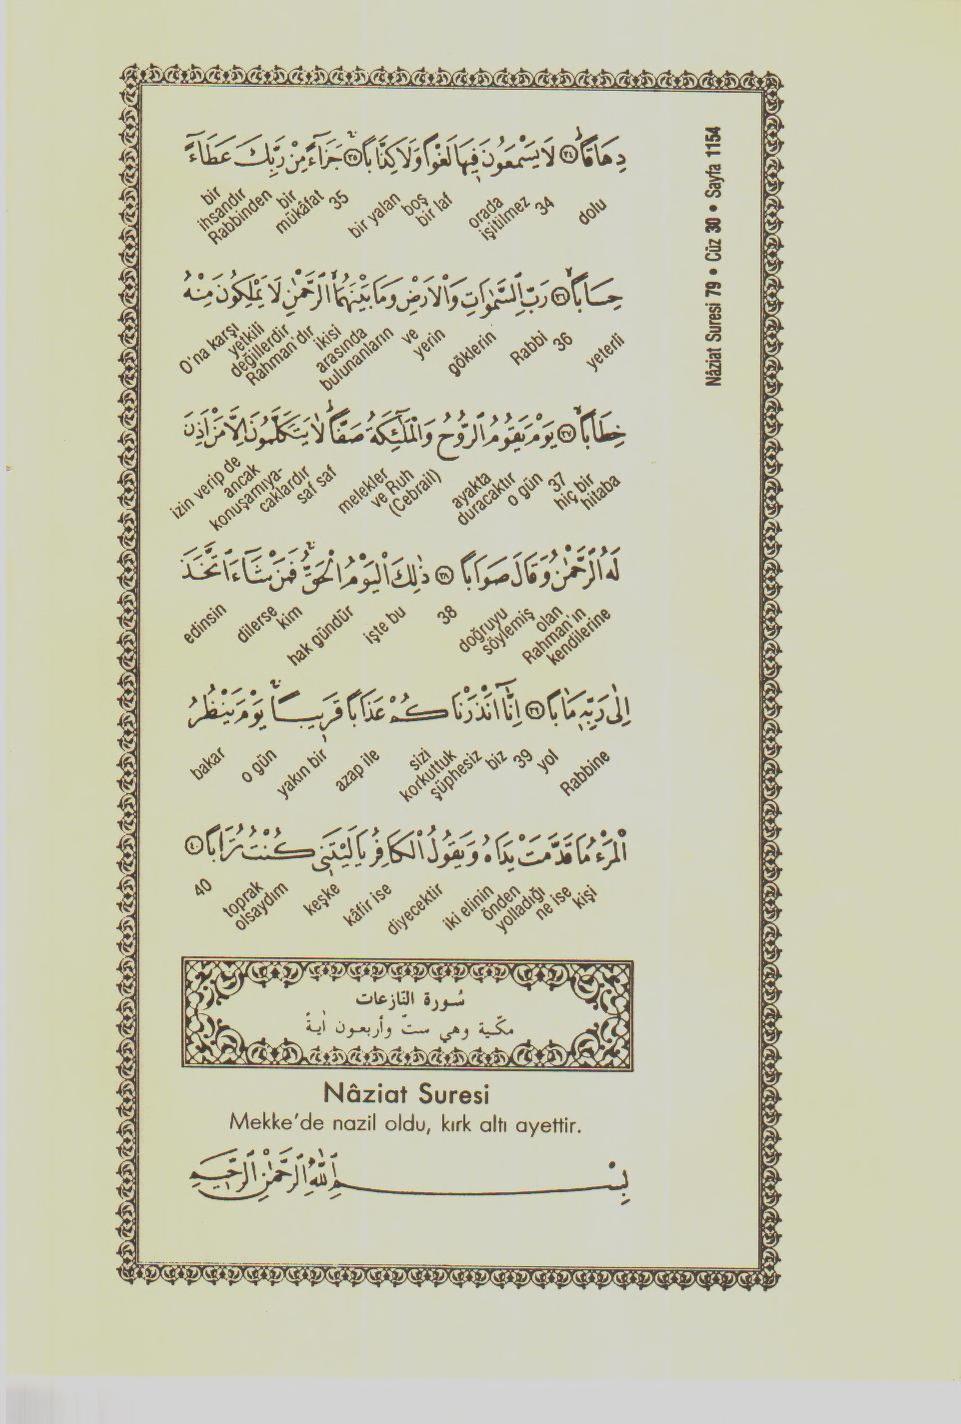 Nâziat Suresi 79 • Cüz 30 • Sayfa 1154
دِهَاقًا ﴿٣٤﴾ لَا يَسْمَعُونَ فِيهَا لَغْوًا وَلَا كِذَّابًا ﴿٣٥﴾ جَزَاءً مِنْ رَبِّكَ عَطَاءً
dolu 34 orada işitilmez boş bir laf bir yalan 35 bir mükâfat Rabbinden bir ihsandır
حِسَابًا ﴿٣٦﴾ رَبِّ السَّمٰوَاتِ وَالْاَرْضِ وَمَا بَيْنَهُمَا الرَّحْمٰنِ لَا يَمْلِكُونَ مِنْهُ
yeterli 36 Rabbi göklerin yerin ve ikisi arasında bulunanların Rahman'dır yetkili değillerdir O'na karşı
خِطَابًا ﴿٣٧﴾ يَوْمَ يَقُومُ الرُّوحُ وَالْمَلٰئِكَةُ صَفًّا لَا يَتَكَلَّمُونَ اِلَّا مَنْ اَذِنَ
hiç bir hitaba 37 o gün ayakta duracaktır ve Ruh (Cebrail) melekler saf saf konuşamıyacaklardır ancak izin verip de
لَهُ الرَّحْمٰنُ وَقَالَ صَوَابًا ﴿٣٨﴾ ذٰلِكَ الْيَوْمُ الْحَقُّ فَمَنْ شَاءَ اتَّخَذَ
kendilerine Rahman'ın olan doğruyu söylemiş 38 işte bu hak gündür kim dilerse edinsin
اِلٰى رَبِّهِ مَاٰبًا ﴿٣٩﴾ اِنَّا اَنْذَرْنَاكُمْ عَذَابًا قَرِيبًا يَوْمَ يَنْظُرُ
Rabbine yol 39 biz şüphesiz korkuttuk sizi azap ile yakın bir o gün bakar
الْمَرْءُ مَا قَدَّمَتْ يَدَاهُ وَيَقُولُ الْكَافِرُ يَا لَيْتَنِي كُنْتُ تُرَابًا ﴿٤٠﴾
kişi ne ise önden yolladığı iki elinin diyecektir kâfir ise keşke toprak olsaydım 40
سُورة النّازعات
مكّية وهي ستّ وأربعون اٰيةً
Nâziat Suresi
Mekke'de nazil oldu, kırk altı ayettir.
بِسْمِ اللّٰهِ الرَّحْمٰنِ الرَّحِيمِ